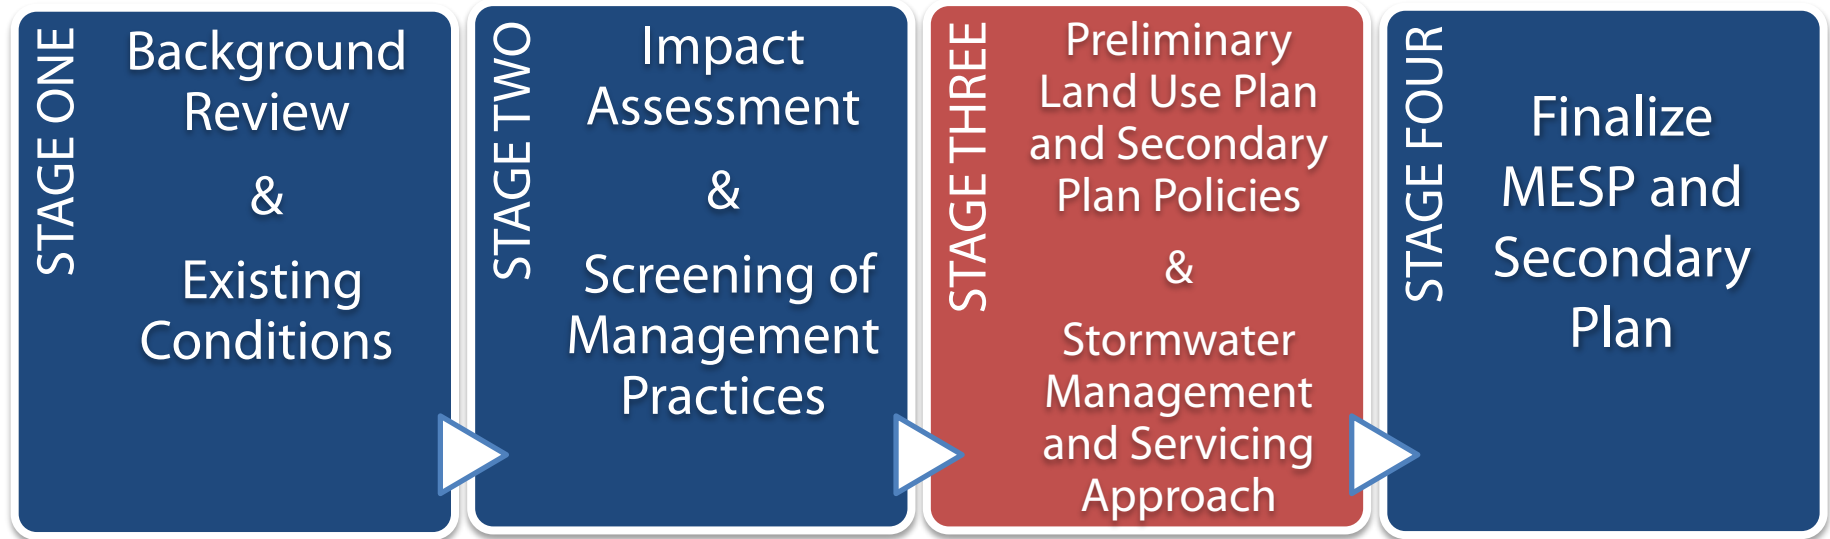 STAGE ONE
Background
Review
&
Existing
Conditions
STAGE TWO
Impact
Assessment
&
Screening of
Management
Practices
STAGE THREE
Preliminary
Land Use Plan
and Secondary
Plan Policies
&
Stormwater
Management
and Servicing
Approach
STAGE FOUR
Finalize
MESP and
Secondary
Plan